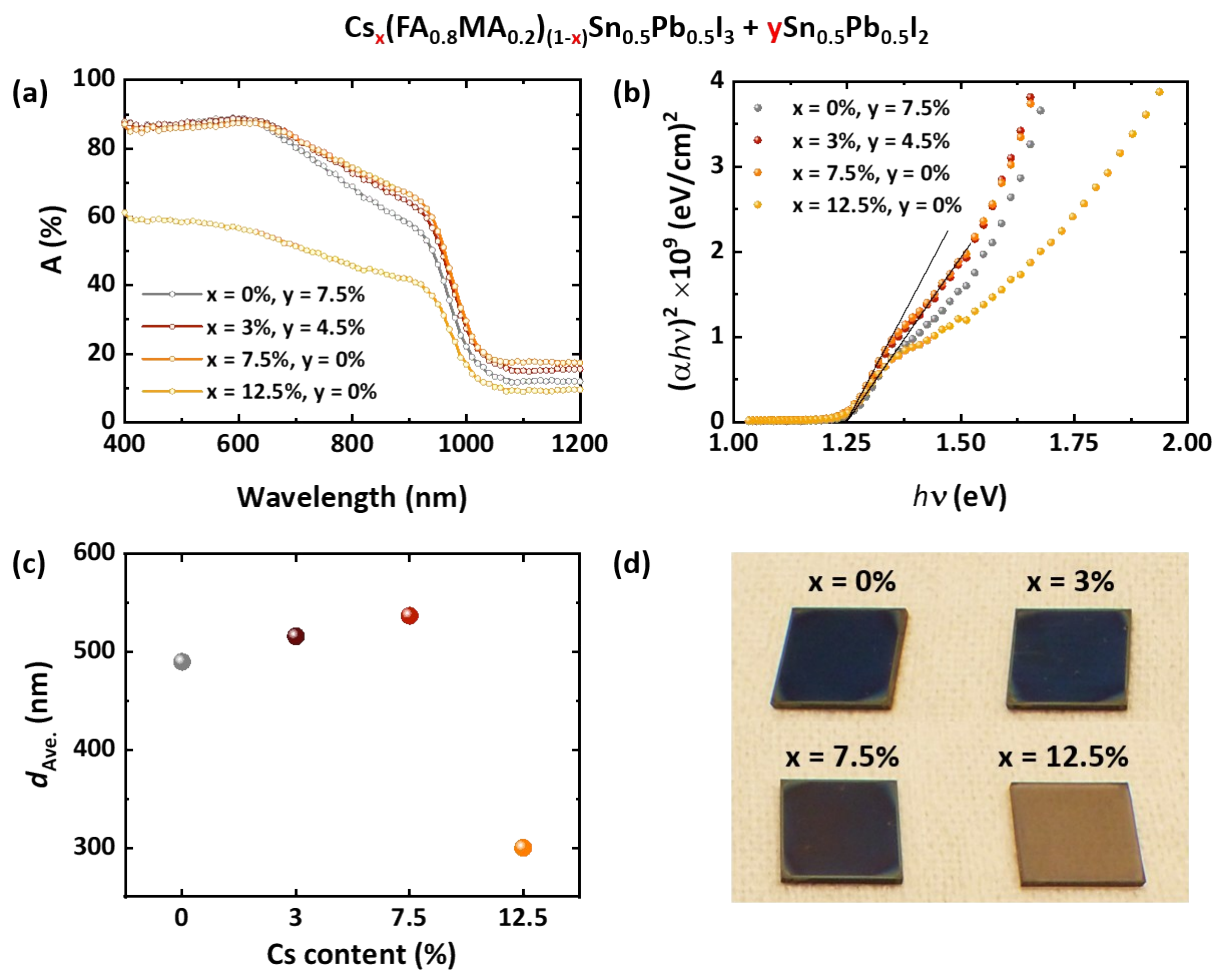 Csₓ(FA₀.₈MA₀.₂)₍₁₋ₓ₎Sn₀.₅Pb₀.₅I₃ + ySn₀.₅Pb₀.₅I₂
(a)
100
80
60
40
20
0
A (%)
x = 0%, y = 7.5%
x = 3%, y = 4.5%
x = 7.5%, y = 0%
x = 12.5%, y = 0%
400 600 800 1000 1200
Wavelength (nm)
(b)
4
3
2
1
0
(αhν)² ×10⁹ (eV/cm)²
x = 0%, y = 7.5%
x = 3%, y = 4.5%
x = 7.5%, y = 0%
x = 12.5%, y = 0%
1.00 1.25 1.50 1.75 2.00
hν (eV)
(c)
600
500
400
300
d Ave. (nm)
0 3 7.5 12.5
Cs content (%)
(d)
x = 0% x = 3%
x = 7.5% x = 12.5%